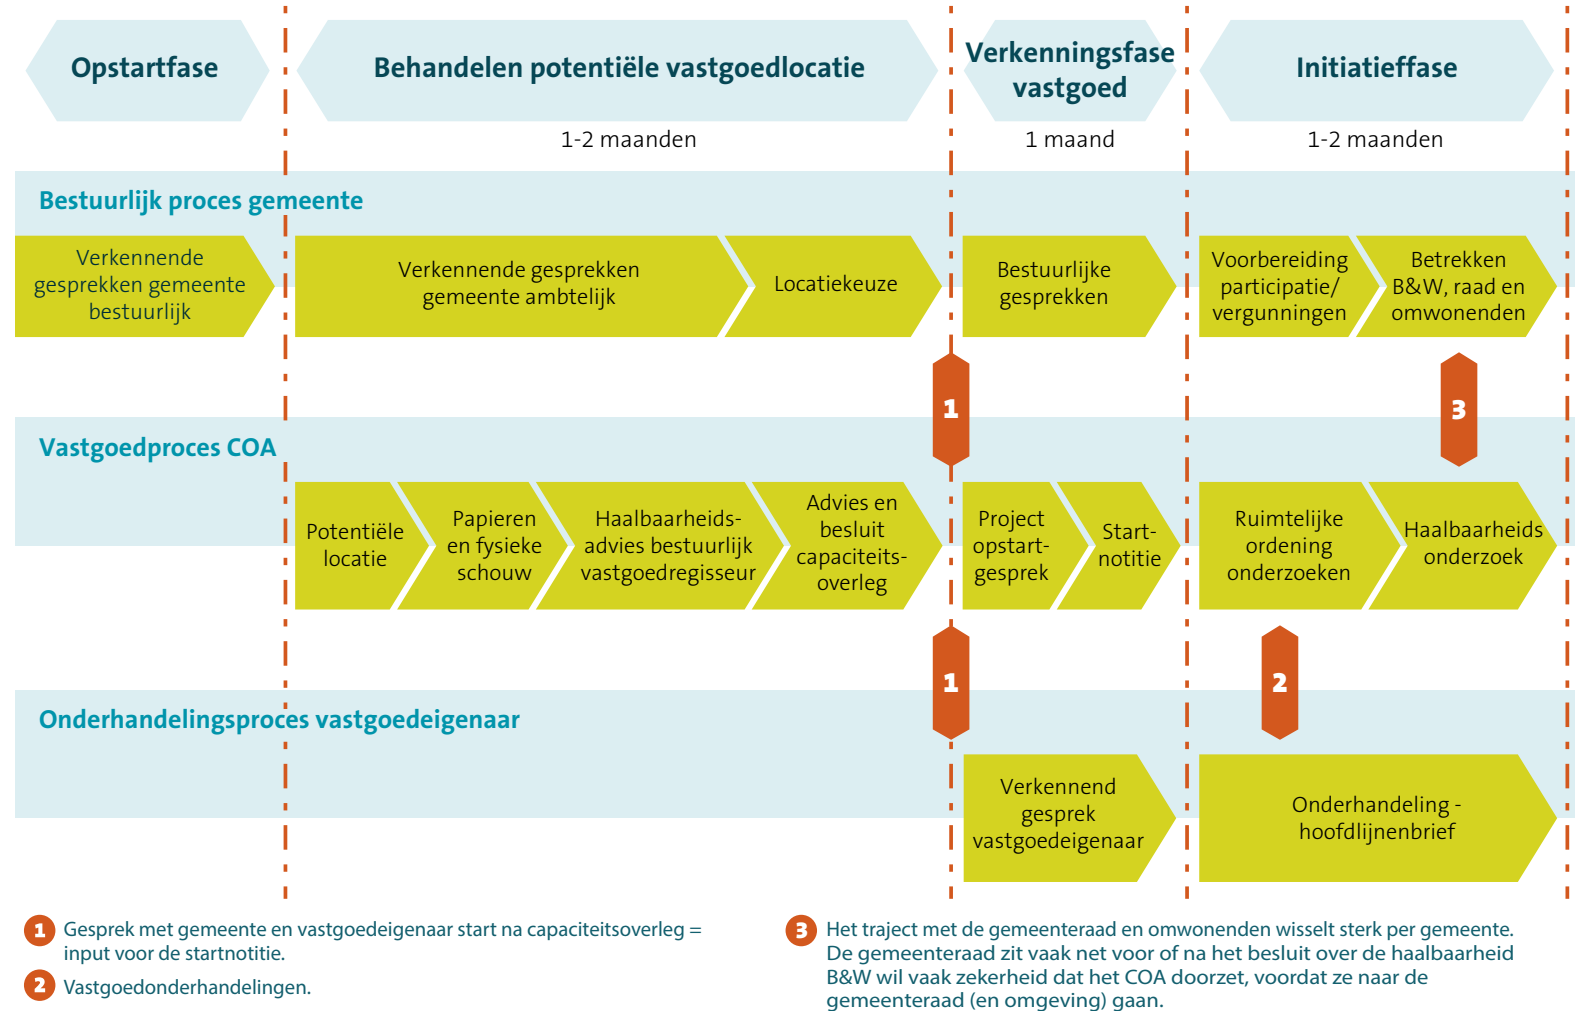 Opstartfase
Behandelen potentiële vastgoedlocatie
Verkenningsfase
vastgoed
Initiatieffase
1-2 maanden
1 maand
1-2 maanden
Bestuurlijk proces gemeente
Verkennende
gesprekken gemeente
bestuurlijk
Verkennende gesprekken
gemeente ambtelijk
Locatiekeuze
Bestuurlijke
gesprekken
Voorbereiding
participatie/
vergunningen
Betrekken
B&W, raad en
omwonenden
1
3
Vastgoedproces COA
Potentiële
locatie
Papieren
en fysieke
schouw
Haalbaarheids-
advies bestuurlijk
vastgoedregisseur
Advies en
besluit
capaciteits-
overleg
Project
opstart-
gesprek
Start-
notitie
Ruimtelijke
ordening
onderzoeken
Haalbaarheids
onderzoek
1
2
Onderhandelingsproces vastgoedeigenaar
Verkennend
gesprek
vastgoedeigenaar
Onderhandeling -
hoofdlijnenbrief
1 Gesprek met gemeente en vastgoedeigenaar start na capaciteitsoverleg =
input voor de startnotitie.
2 Vastgoedonderhandelingen.
3 Het traject met de gemeenteraad en omwonenden wisselt sterk per gemeente.
De gemeenteraad zit vaak net voor of na het besluit over de haalbaarheid
B&W wil vaak zekerheid dat het COA doorzet, voordat ze naar de
gemeenteraad (en omgeving) gaan.